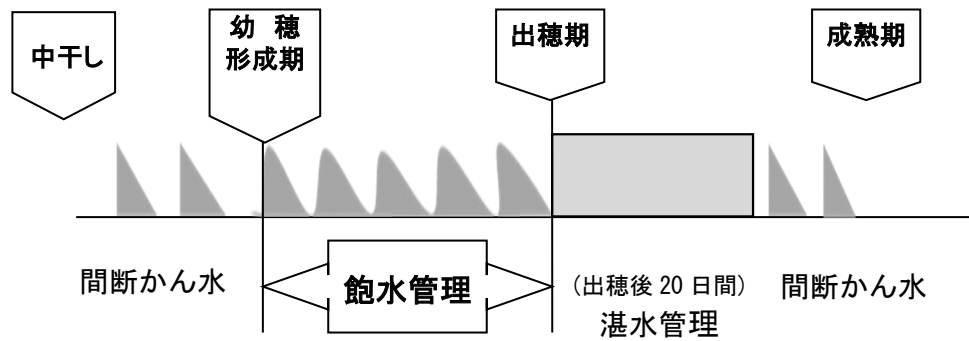 中干し
幼 穂
形成期
出穂期
成熟期
間断かん水
飽水管理
(出穂後 20 日間)
湛水管理
間断かん水